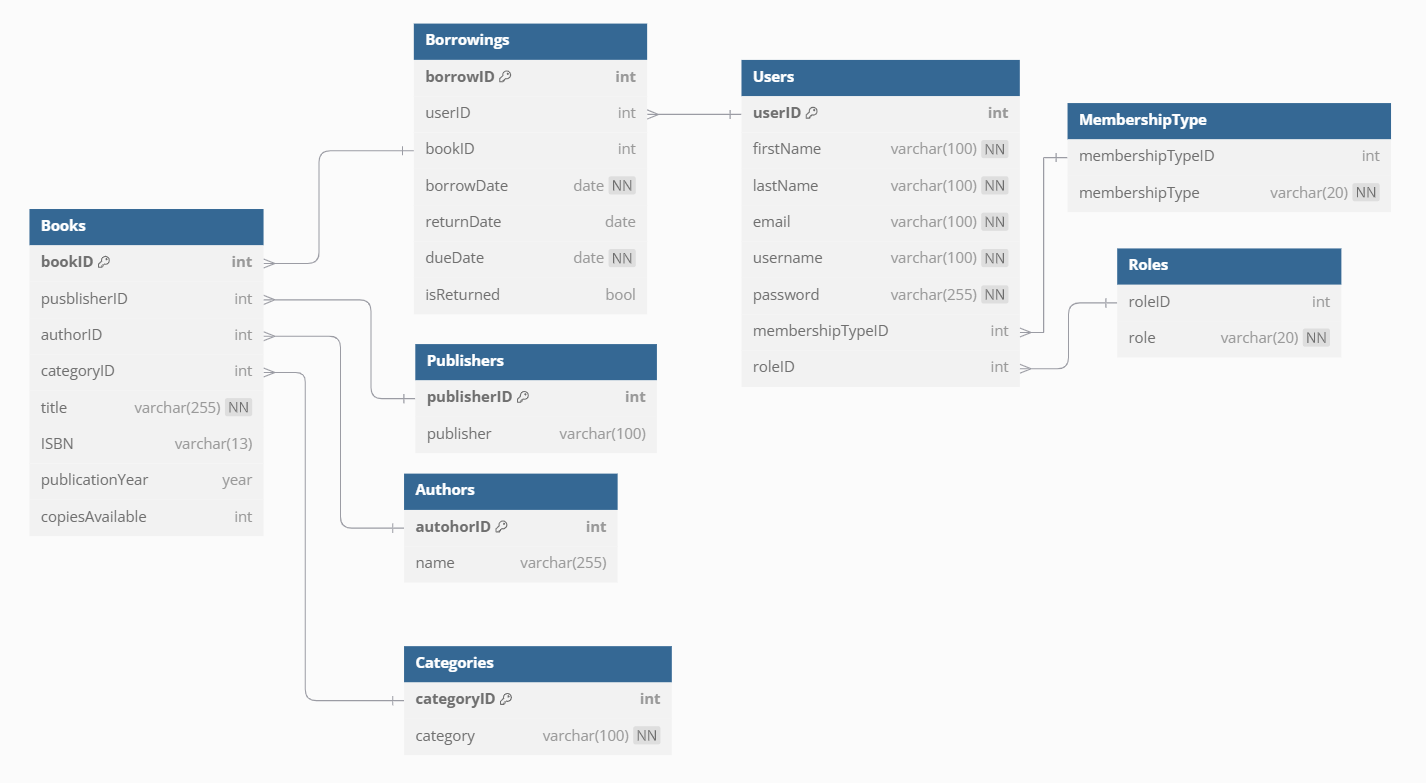 Borrowings
borrowID int
userID int
bookID int
borrowDate date NN
returnDate date
dueDate date NN
isReturned bool
Users
userID int
firstName varchar(100) NN
lastName varchar(100) NN
email varchar(100) NN
username varchar(100) NN
password varchar(255) NN
membershipTypeID int
roleID int
MembershipType
membershipTypeID int
membershipType varchar(20) NN
Roles
roleID int
role varchar(20) NN
Books
bookID int
pusblisherID int
authorID int
categoryID int
title varchar(255) NN
ISBN varchar(13)
publicationYear year
copiesAvailable int
Publishers
publisherID int
publisher varchar(100)
Authors
autohorID int
name varchar(255)
Categories
categoryID int
category varchar(100) NN